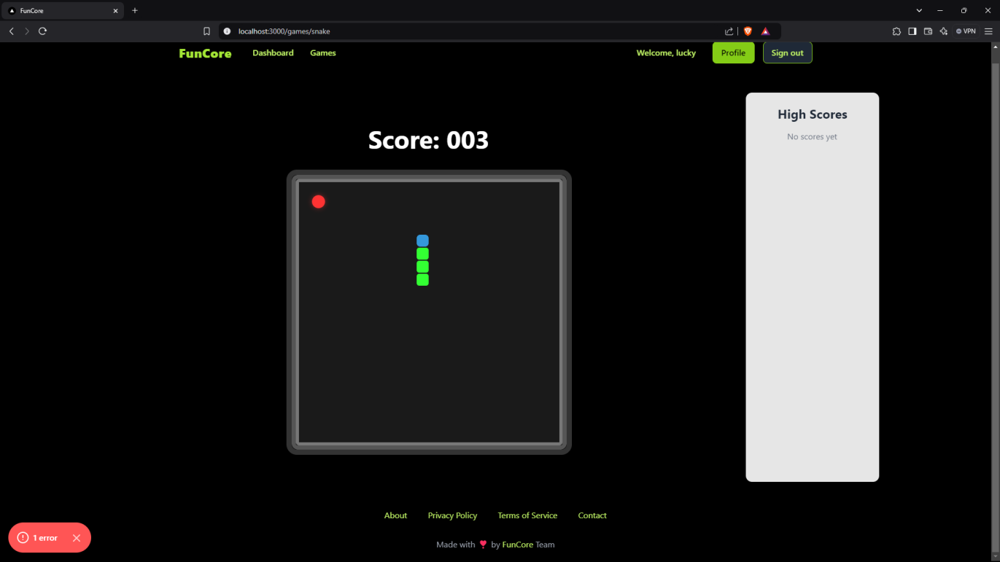 FunCore
localhost:3000/games/snake
VPN
FunCore
Dashboard
Games
Welcome, lucky
Profile
Sign out
High Scores
No scores yet
Score: 003
About
Privacy Policy
Terms of Service
Contact
1 error
Made with ❣ by FunCore Team